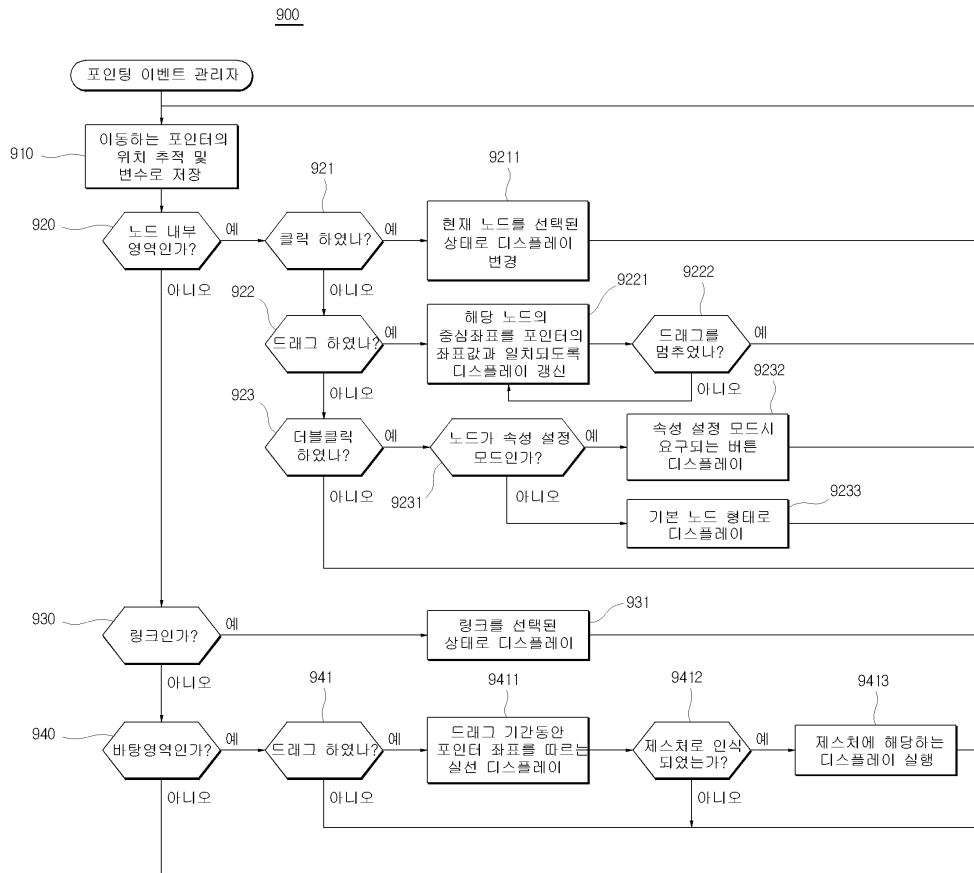 900
포인팅 이벤트 관리자
910
이동하는 포인터의
위치 추적 및
변수로 저장
920
노드 내부
영역인가?
예
아니오
921
클릭 하였나?
예
아니오
9211
현재 노드를 선택된
상태로 디스플레이
변경
922
드래그 하였나?
예
아니오
9221
해당 노드의
중심좌표를 포인터의
좌표값과 일치되도록
디스플레이 갱신
9222
드래그를
멈추었나?
예
아니오
923
더블클릭
하였나?
예
아니오
9231
노드가 속성 설정
모드인가?
예
아니오
9232
속성 설정 모드시
요구되는 버튼
디스플레이
9233
기본 노드 형태로
디스플레이
930
링크인가?
예
아니오
931
링크를 선택된
상태로 디스플레이
940
바탕영역인가?
예
아니오
941
드래그 하였나?
예
아니오
9411
드래그 기간동안
포인터 좌표를 따르는
실선 디스플레이
9412
제스처로 인식
되었는가?
예
아니오
9413
제스처에 해당하는
디스플레이 실행